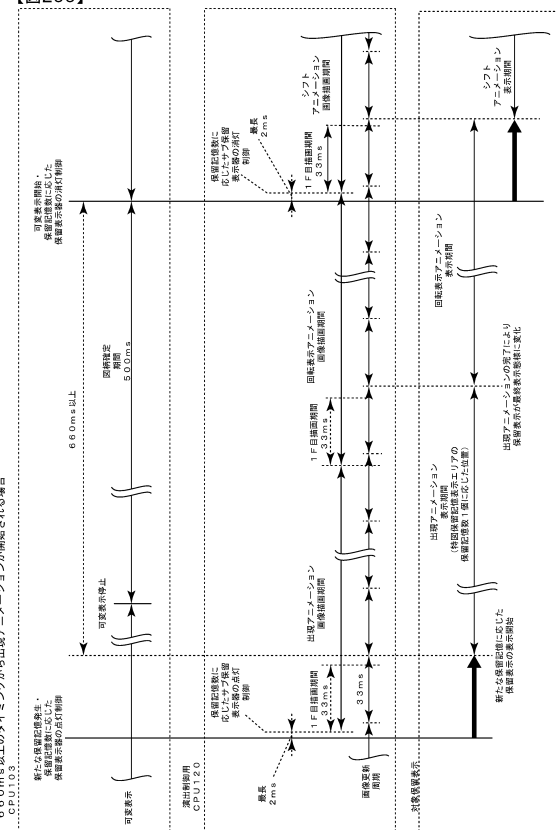 ６６０ｍｓ以上のタイミングから出現アニメーションが開始される場合
ＣＰＵ１０３
新たな保留記憶発生・
保留記憶数に応じた
保留表示器の点灯制御
６６０ｍｓ以上
可変表示開始・
保留記憶数に応じた
保留表示器の消灯制御
可変表示
可変表示停止
図柄確定
期間
５００ｍｓ
演出制御用
ＣＰＵ１２０
最長
２ｍｓ
保留記憶数に
応じたサブ保留
表示器の点灯
制御
保留記憶数に
応じたサブ保留
表示器の消灯
制御
最長
２ｍｓ
１Ｆ目描画期間
３３ｍｓ
出現アニメーション
画像描画期間
１Ｆ目描画期間
３３ｍｓ
回転表示アニメーション
画像描画期間
１Ｆ目描画期間
３３ｍｓ
シフト
アニメーション
画像描画期間
画像更新
周期
３３ｍｓ
対象保留表示
新たな保留記憶に応じた
保留表示の表示開始
出現アニメーション
表示期間
（特図保留記憶表示エリアの
保留記憶数１個に応じた位置）
出現アニメーションの完了により
保留表示が最終表示態様に変化
回転表示アニメーション
表示期間
シフト
アニメーション
表示期間